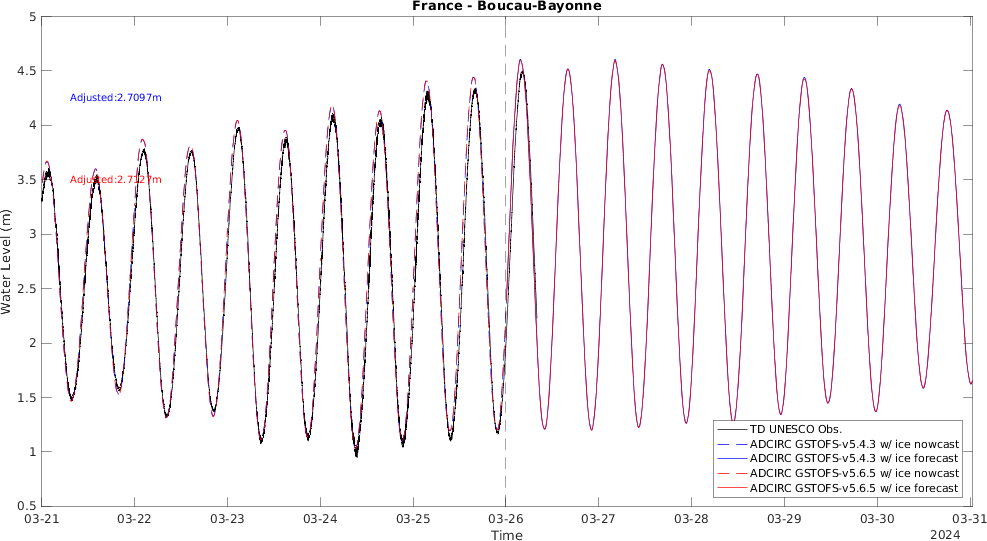 France - Boucau-Bayonne
5
4.5
4
3.5
3
2.5
2
1.5
1
0.5
Water Level (m)
Adjusted:2.7097m
Adjusted:2.7127m
TD UNESCO Obs.
ADCIRC GSTOFS-v5.4.3 w/ ice nowcast
ADCIRC GSTOFS-v5.4.3 w/ ice forecast
ADCIRC GSTOFS-v5.6.5 w/ ice nowcast
ADCIRC GSTOFS-v5.6.5 w/ ice forecast
03-21 03-22 03-23 03-24 03-25 03-26 03-27 03-28 03-29 03-30 03-31
Time
2024